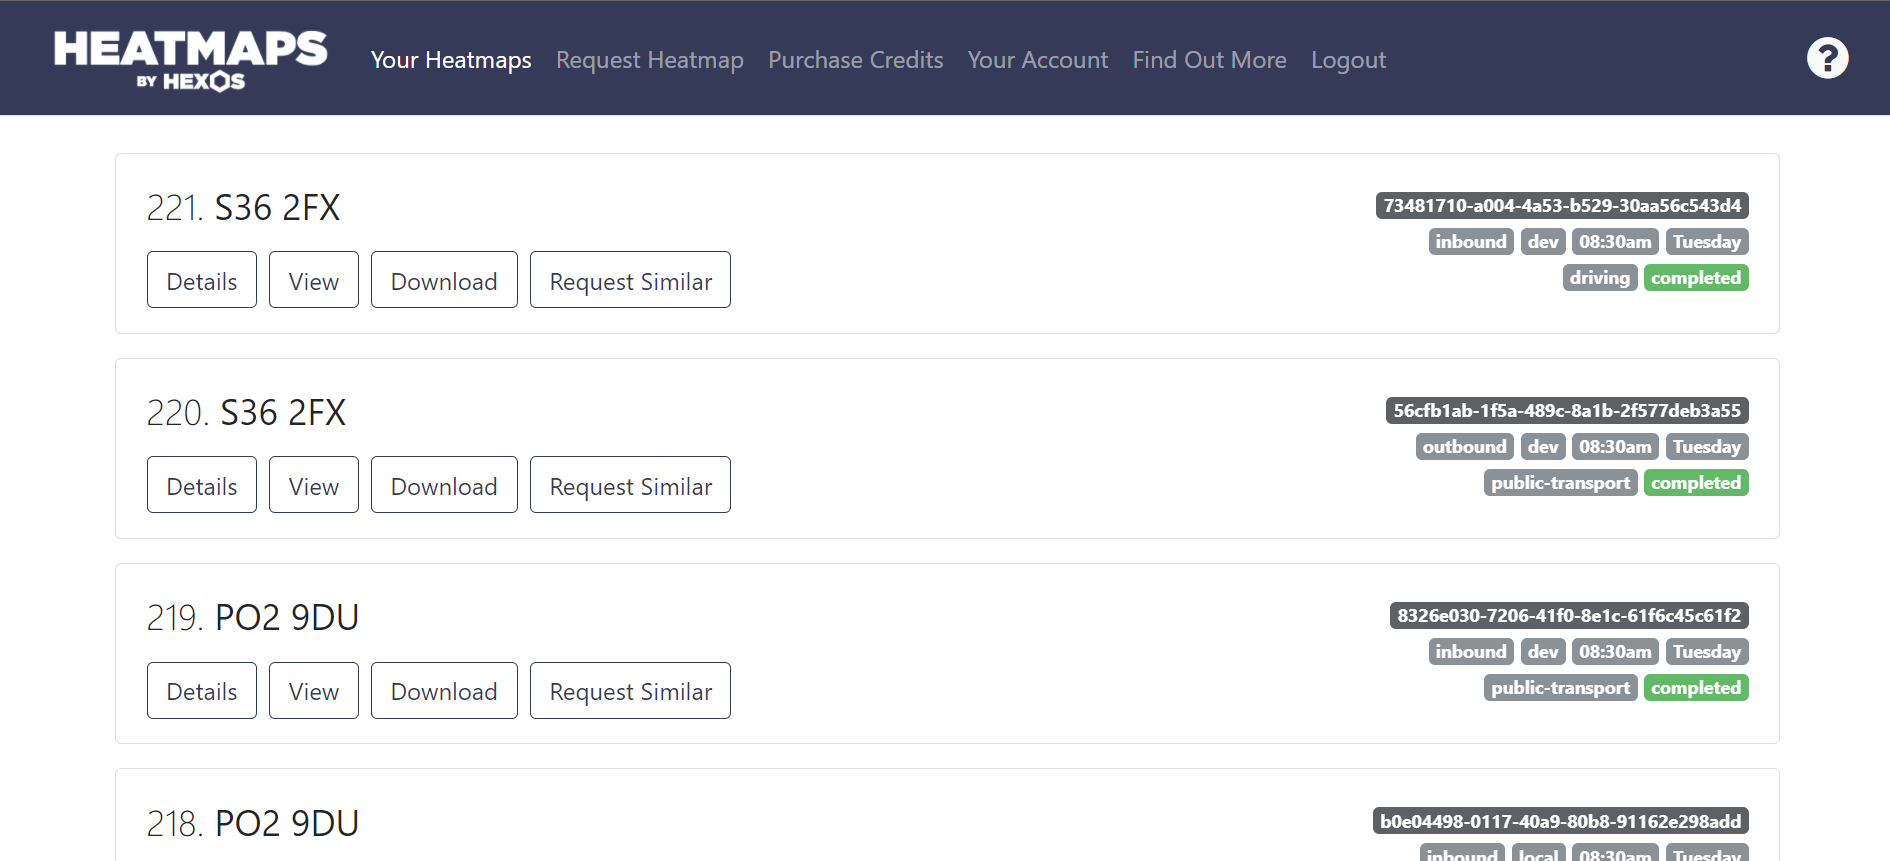 HEATMAPS
BY HEXOS
Your Heatmaps Request Heatmap Purchase Credits Your Account Find Out More Logout
?
221. S36 2FX
73481710-a004-4a53-b529-30aa56c543d4
inbound dev 08:30am Tuesday
driving completed
Details View Download Request Similar
220. S36 2FX
56cfb1ab-1f5a-489c-8a1b-2f577deb3a55
outbound dev 08:30am Tuesday
public-transport completed
Details View Download Request Similar
219. PO2 9DU
8326e030-7206-41f0-8e1c-61f6c45c61f2
inbound dev 08:30am Tuesday
public-transport completed
Details View Download Request Similar
218. PO2 9DU
b0e04498-0117-40a9-80b8-91162e298add
inbound local 08:30am Tuesday